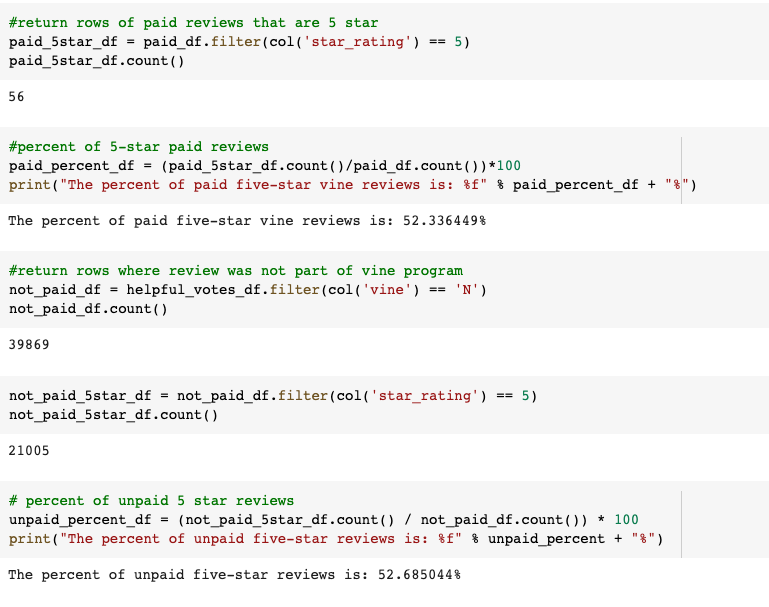 #return rows of paid reviews that are 5 star
paid_5star_df = paid_df.filter(col('star_rating') == 5)
paid_5star_df.count()
56
#percent of 5-star paid reviews
paid_percent_df = (paid_5star_df.count()/paid_df.count())*100
print("The percent of paid five-star vine reviews is: %f" % paid_percent_df + "%")
The percent of paid five-star vine reviews is: 52.336449%
#return rows where review was not part of vine program
not_paid_df = helpful_votes_df.filter(col('vine') == 'N')
not_paid_df.count()
39869
not_paid_5star_df = not_paid_df.filter(col('star_rating') == 5)
not_paid_5star_df.count()
21005
# percent of unpaid 5 star reviews
unpaid_percent_df = (not_paid_5star_df.count() / not_paid_df.count()) * 100
print("The percent of unpaid five-star reviews is: %f" % unpaid_percent + "%")
The percent of unpaid five-star reviews is: 52.685044%